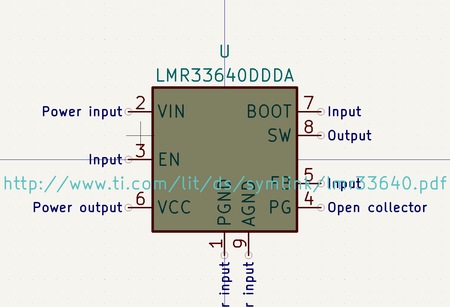 U
LMR33640DDDA
Power input 2 VIN BOOT 7 Input
SW 8 Output
Input 3 EN
FB 5 Input
http://www.ti.com/lit/ds/symlink/lmr33640.pdf
Power output 6 VCC PG 4 Open collector
PGND AGND
1 9
r input r input